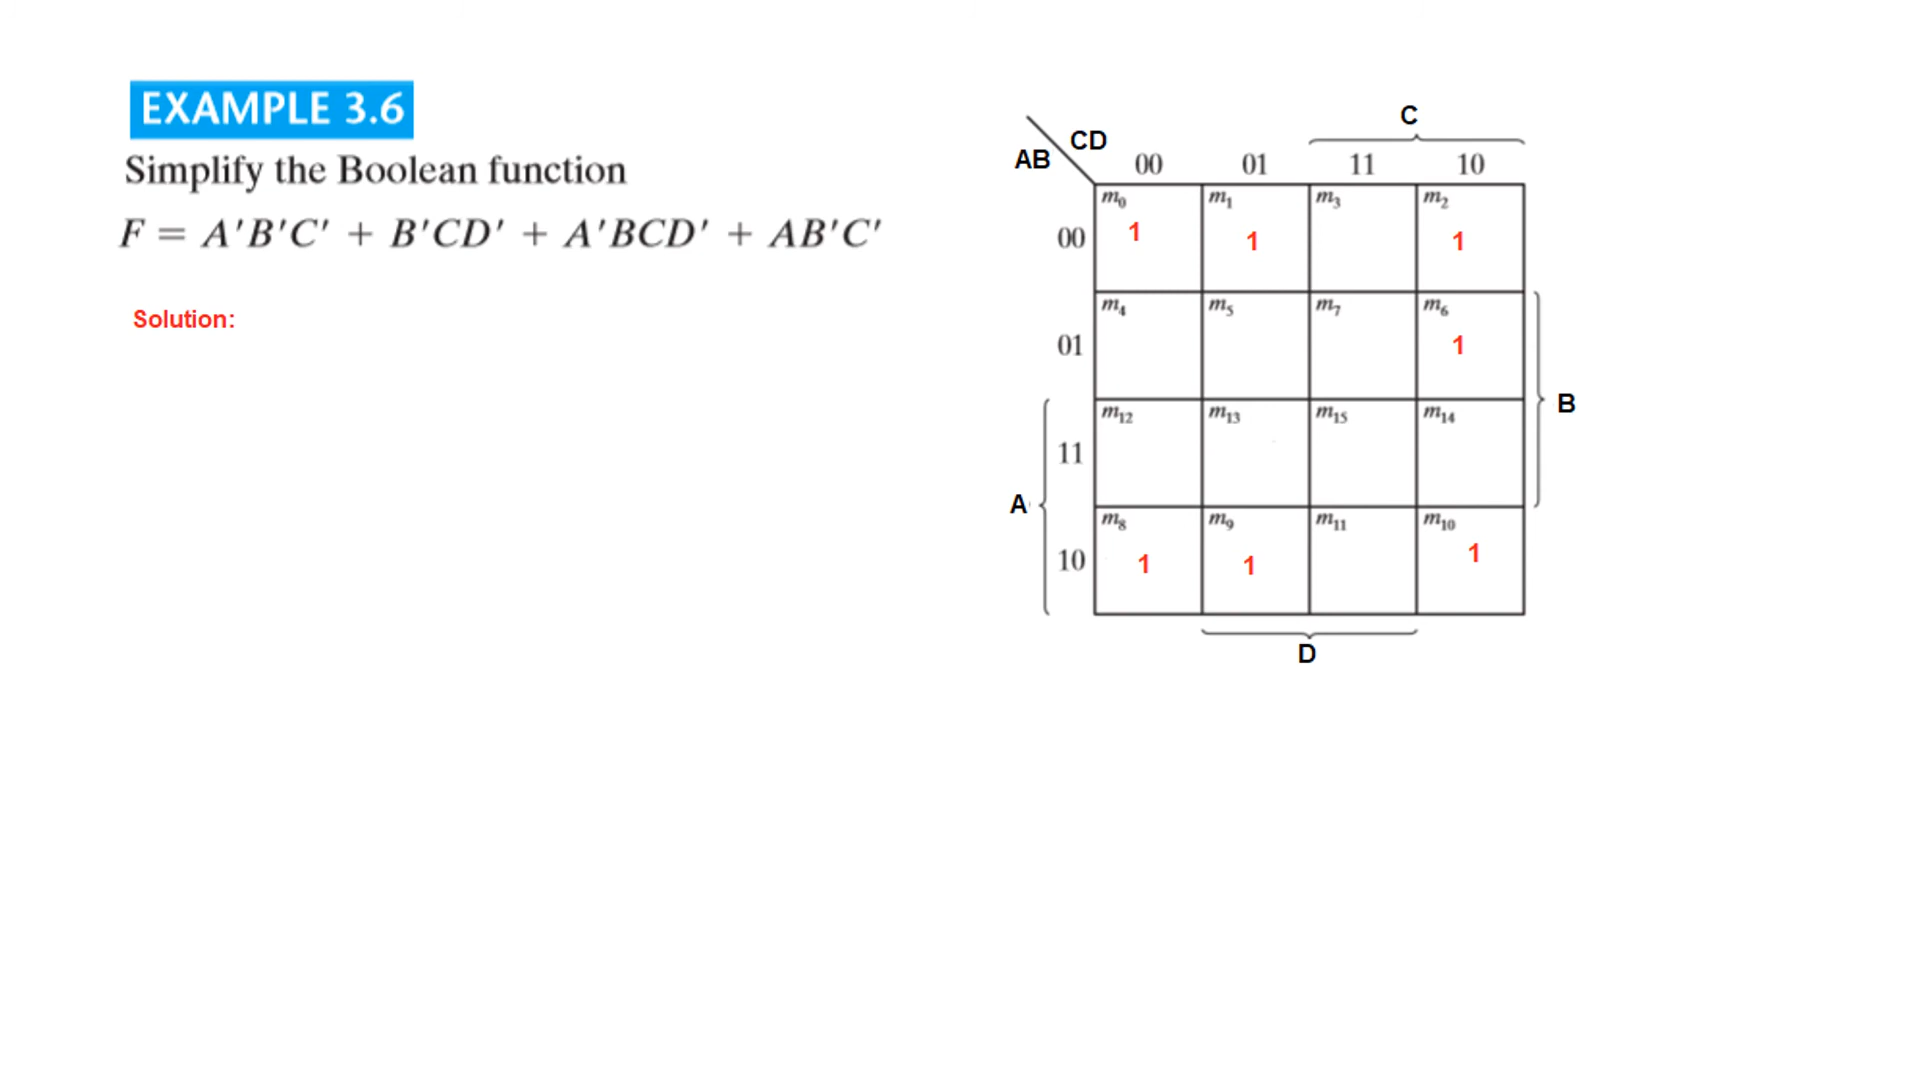 EXAMPLE 3.6
Simplify the Boolean function
F = A'B'C' + B'CD' + A'BCD' + AB'C'
Solution:
C
CD
AB
00 01 11 10
m₀ m₁ m₃ m₂
00 1 1 1
m₄ m₅ m₇ m₆
01 1
B
m₁₂ m₁₃ m₁₅ m₁₄
11
A
m₈ m₉ m₁₁ m₁₀
10 1 1 1
D